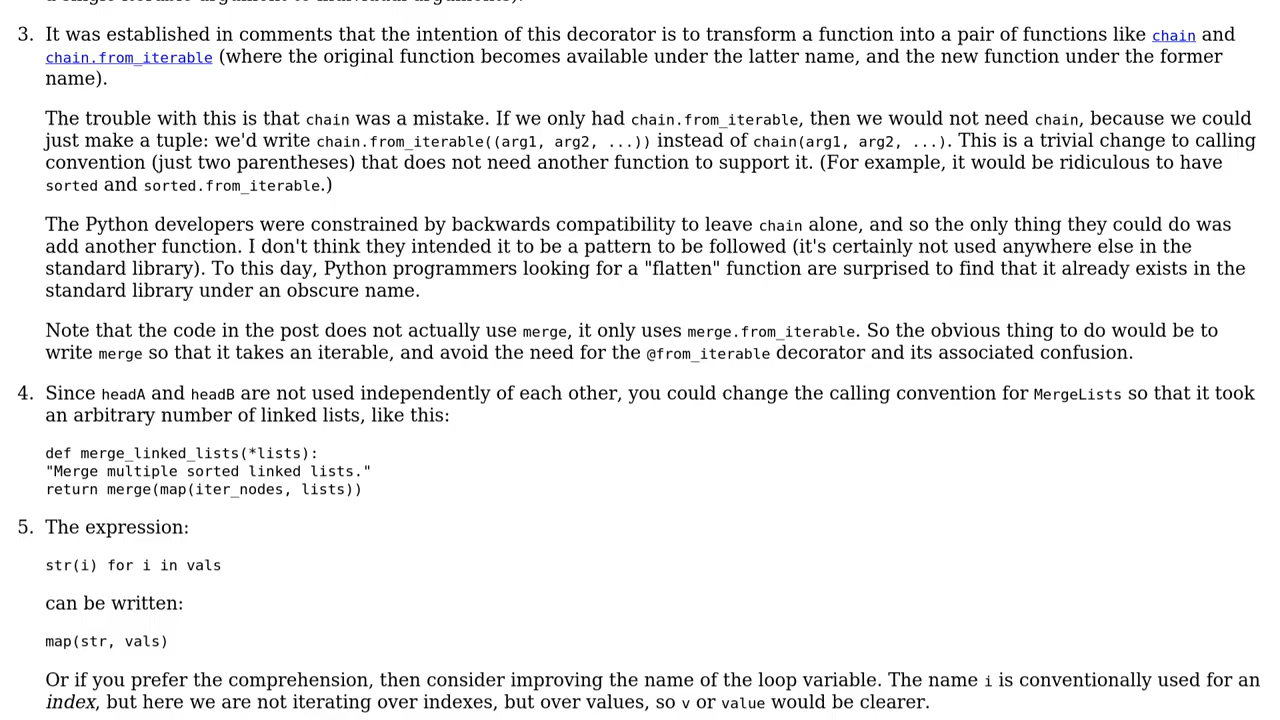 a single iterable argument to individual arguments).
3. It was established in comments that the intention of this decorator is to transform a function into a pair of functions like chain and
chain.from_iterable (where the original function becomes available under the latter name, and the new function under the former
name).
The trouble with this is that chain was a mistake. If we only had chain.from_iterable, then we would not need chain, because we could
just make a tuple: we'd write chain.from_iterable((arg1, arg2, ...)) instead of chain(arg1, arg2, ...). This is a trivial change to calling
convention (just two parentheses) that does not need another function to support it. (For example, it would be ridiculous to have
sorted and sorted.from_iterable.)
The Python developers were constrained by backwards compatibility to leave chain alone, and so the only thing they could do was
add another function. I don't think they intended it to be a pattern to be followed (it's certainly not used anywhere else in the
standard library). To this day, Python programmers looking for a "flatten" function are surprised to find that it already exists in the
standard library under an obscure name.
Note that the code in the post does not actually use merge, it only uses merge.from_iterable. So the obvious thing to do would be to
write merge so that it takes an iterable, and avoid the need for the @from_iterable decorator and its associated confusion.
4. Since headA and headB are not used independently of each other, you could change the calling convention for MergeLists so that it took
an arbitrary number of linked lists, like this:
def merge_linked_lists(*lists):
"Merge multiple sorted linked lists."
return merge(map(iter_nodes, lists))
5. The expression:
str(i) for i in vals
can be written:
map(str, vals)
Or if you prefer the comprehension, then consider improving the name of the loop variable. The name i is conventionally used for an
index, but here we are not iterating over indexes, but over values, so v or value would be clearer.